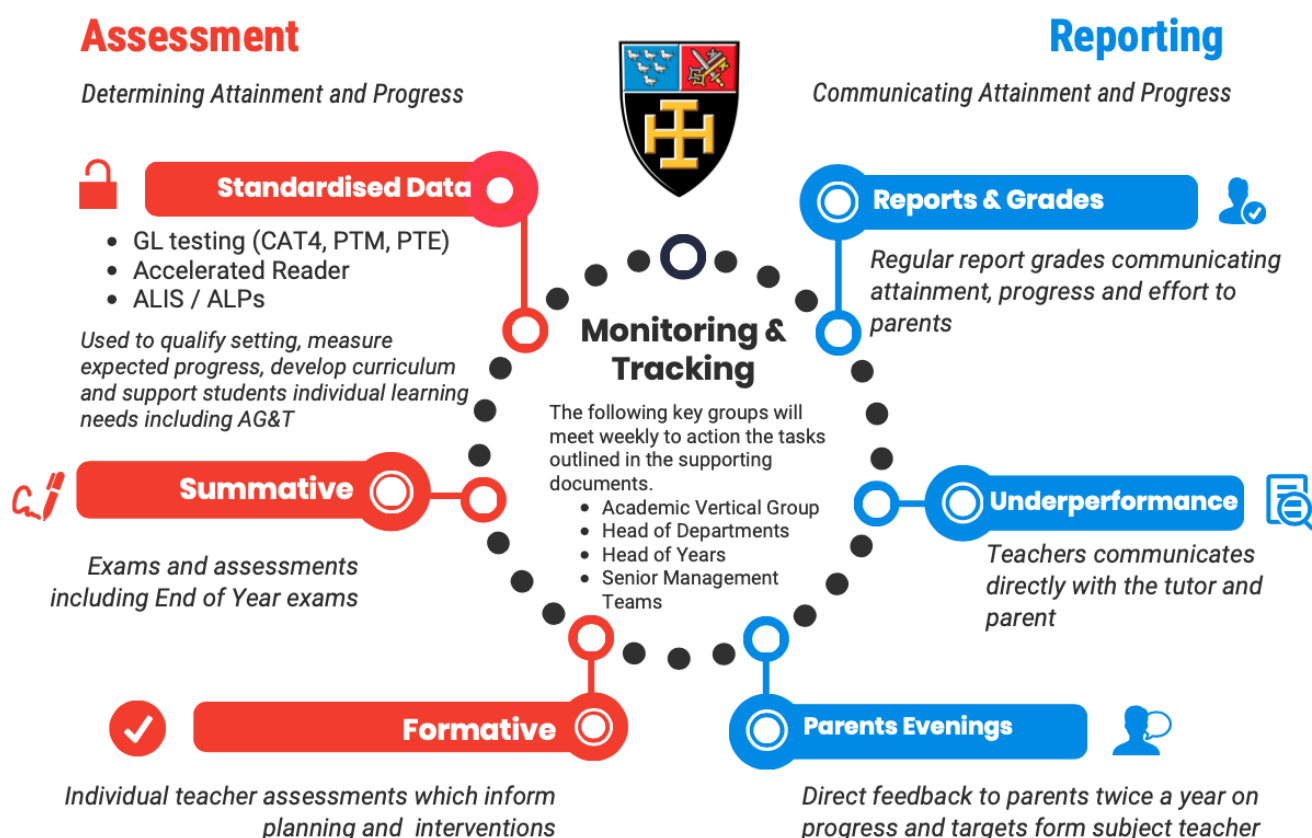 Assessment
Determining Attainment and Progress
Standardised Data
• GL testing (CAT4, PTM, PTE)
• Accelerated Reader
• ALIS / ALPs
Used to qualify setting, measure
expected progress, develop curriculum
and support students individual learning
needs including AG&T
Summative
Exams and assessments
including End of Year exams
Formative
Individual teacher assessments which inform
planning and interventions
Monitoring &
Tracking
The following key groups will
meet weekly to action the tasks
outlined in the supporting
documents.
• Academic Vertical Group
• Head of Departments
• Head of Years
• Senior Management
Teams
Reporting
Communicating Attainment and Progress
Reports & Grades
Regular report grades communicating
attainment, progress and effort to
parents
Underperformance
Teachers communicates
directly with the tutor and
parent
Parents Evenings
Direct feedback to parents twice a year on
progress and targets form subject teacher